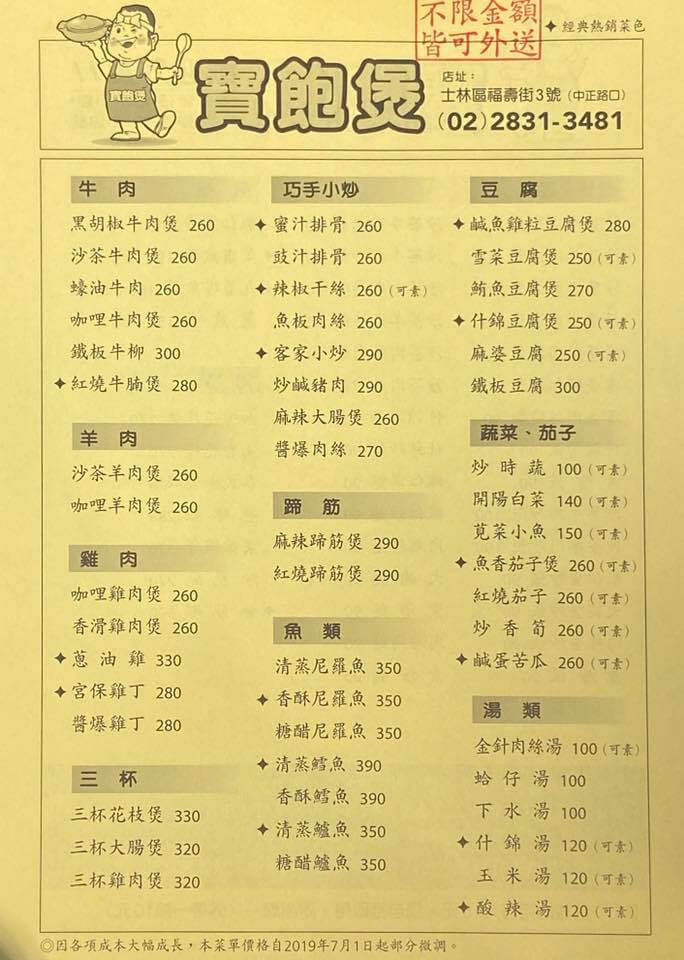 不限金額
皆可外送
✦ 經典熱銷菜色
寶飽煲
寶飽煲
店址：
士林區福壽街3號（中正路口）
(02)2831-3481
牛 肉
黑胡椒牛肉煲 260
沙茶牛肉煲 260
蠔油牛肉 260
咖哩牛肉煲 260
鐵板牛柳 300
✦ 紅燒牛腩煲 280
羊 肉
沙茶羊肉煲 260
咖哩羊肉煲 260
雞 肉
咖哩雞肉煲 260
香滑雞肉煲 260
✦ 蔥油雞 330
✦ 宮保雞丁 280
醬爆雞丁 280
三 杯
三杯花枝煲 330
三杯大腸煲 320
三杯雞肉煲 320
巧手小炒
✦ 蜜汁排骨 260
豉汁排骨 260
✦ 辣椒干絲 260（可素）
魚板肉絲 260
✦ 客家小炒 290
炒鹹豬肉 290
麻辣大腸煲 260
醬爆肉絲 270
蹄 筋
麻辣蹄筋煲 290
紅燒蹄筋煲 290
魚 類
清蒸尼羅魚 350
✦ 香酥尼羅魚 350
糖醋尼羅魚 350
✦ 清蒸鱈魚 390
香酥鱈魚 390
✦ 清蒸鱸魚 350
糖醋鱸魚 350
豆 腐
✦ 鹹魚雞粒豆腐煲 280
雪菜豆腐煲 250（可素）
鮪魚豆腐煲 270
✦ 什錦豆腐煲 250（可素）
麻婆豆腐 250（可素）
鐵板豆腐 300
蔬菜、茄子
炒時蔬 100（可素）
開陽白菜 140（可素）
莧菜小魚 150（可素）
✦ 魚香茄子煲 260（可素）
紅燒茄子 260（可素）
炒香筍 260（可素）
✦ 鹹蛋苦瓜 260（可素）
湯 類
金針肉絲湯 100（可素）
蛤仔湯 100
下水湯 100
✦ 什錦湯 120（可素）
玉米湯 120（可素）
✦ 酸辣湯 120（可素）
◎因各項成本大幅成長，本菜單價格自2019年7月1日起部分微調。